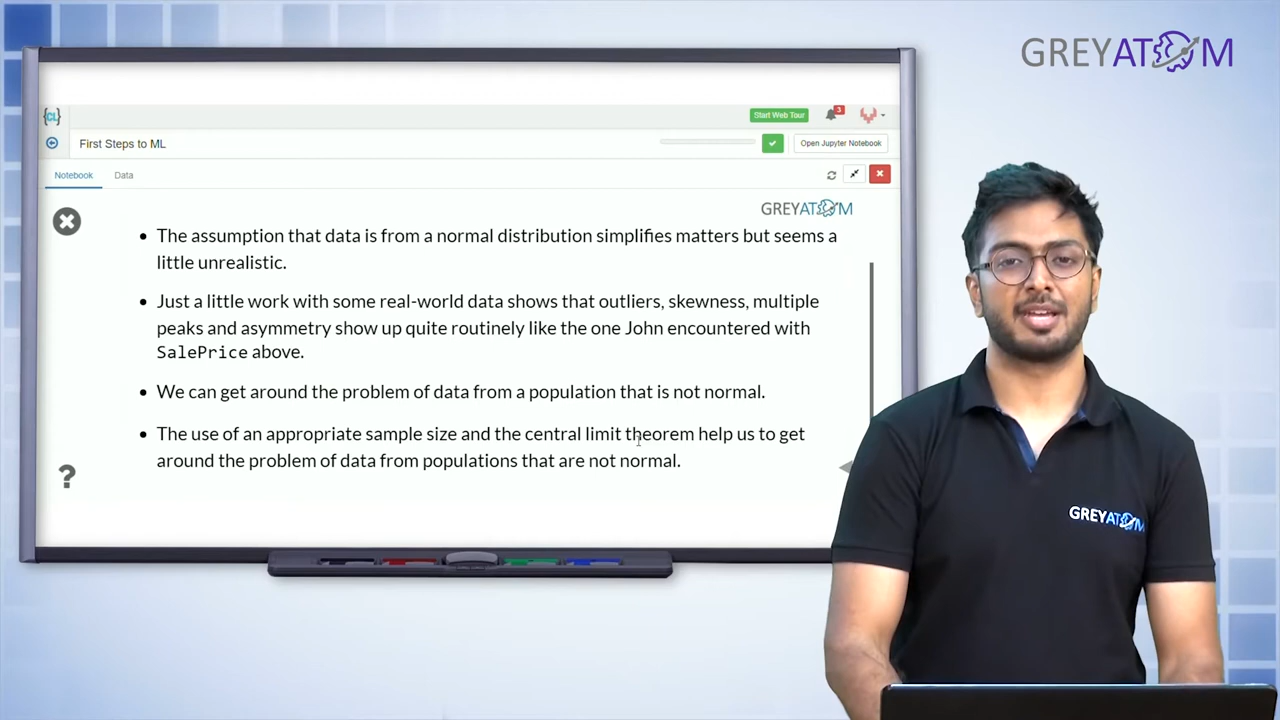 GREYATOM
{CL}
Start Web Tour
3
First Steps to ML
Open Jupyter Notebook
Notebook
Data
GREYATOM
• The assumption that data is from a normal distribution simplifies matters but seems a
little unrealistic.
• Just a little work with some real-world data shows that outliers, skewness, multiple
peaks and asymmetry show up quite routinely like the one John encountered with
SalePrice above.
• We can get around the problem of data from a population that is not normal.
• The use of an appropriate sample size and the central limit theorem help us to get
around the problem of data from populations that are not normal.
?
GREYATOM